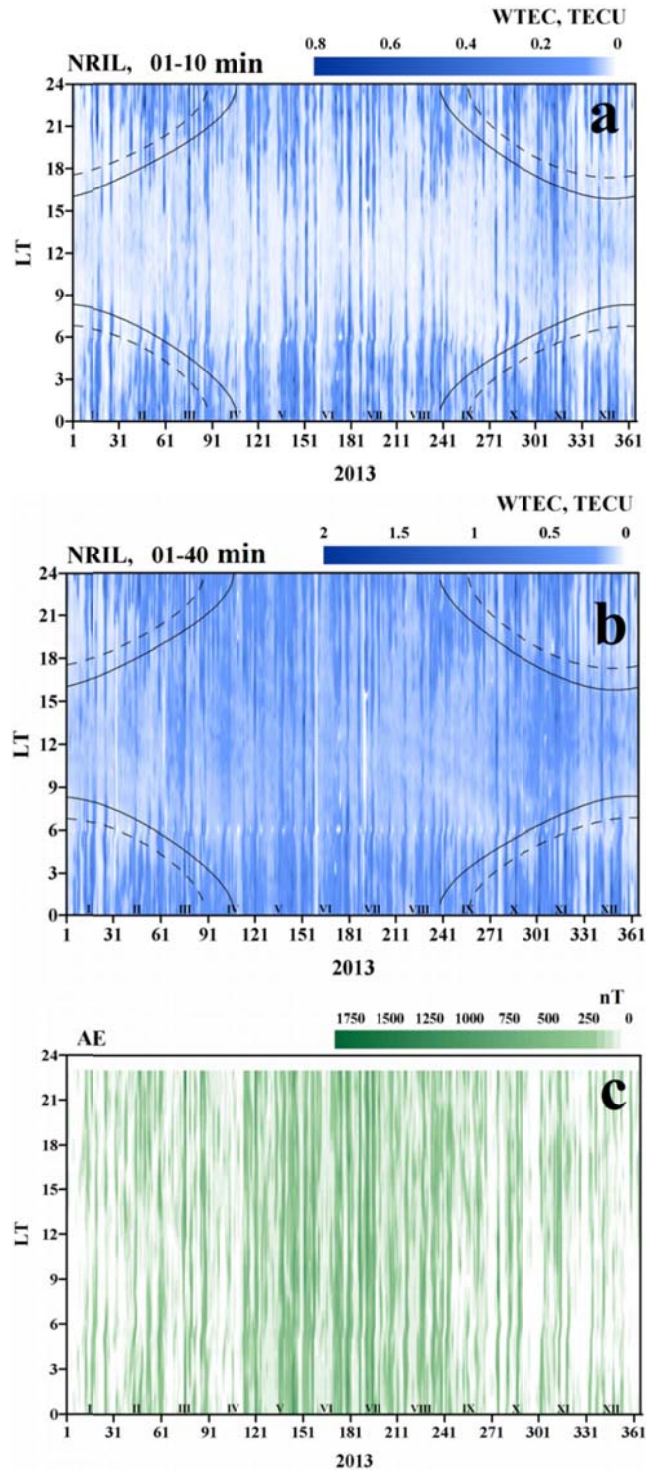 WTEC, TECU
NRIL, 01-10 min
0.8 0.6 0.4 0.2 0
a
24
21
18
15
12
9
6
3
0
LT
I II III IV V VI VII VIII IX X XI XII
1 31 61 91 121 151 181 211 241 271 301 331 361
2013
WTEC, TECU
NRIL, 01-40 min
2 1.5 1 0.5 0
b
24
21
18
15
12
9
6
3
0
LT
I II III IV V VI VII VIII IX X XI XII
1 31 61 91 121 151 181 211 241 271 301 331 361
2013
nT
AE
1750 1500 1250 1000 750 500 250 0
c
24
21
18
15
12
9
6
3
0
LT
I II III IV V VI VII VIII IX X XI XII
1 31 61 91 121 151 181 211 241 271 301 331 361
2013